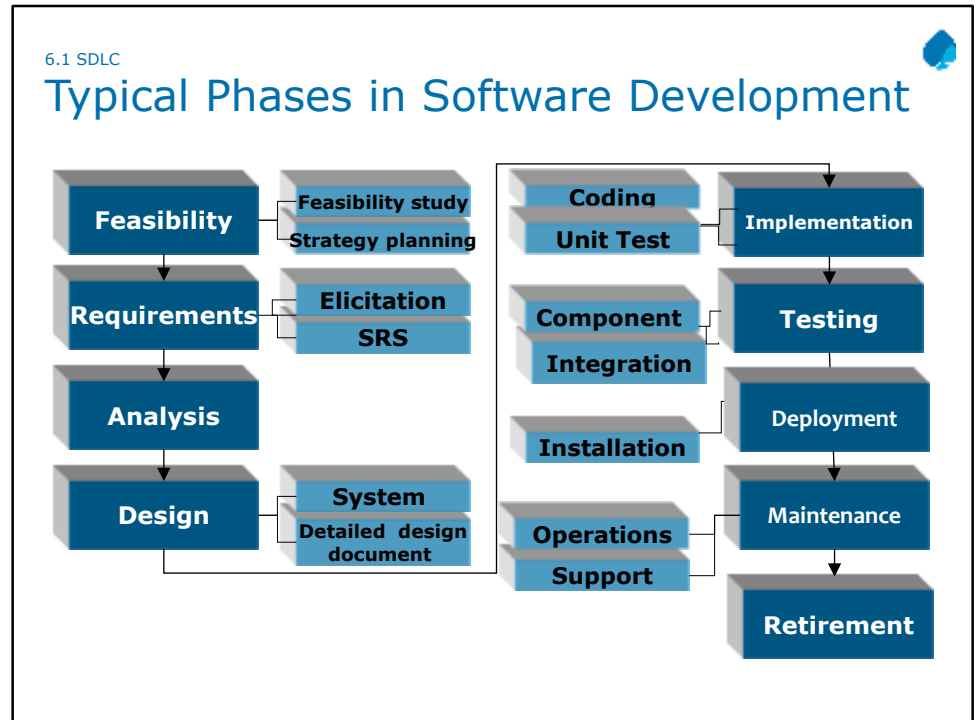 6.1 SDLC
Typical Phases in Software Development
Feasibility
Feasibility study
Strategy planning
Requirements
Elicitation
SRS
Analysis
Design
System
Detailed design
document
Coding
Unit Test
Implementation
Component
Integration
Testing
Installation
Deployment
Operations
Support
Maintenance
Retirement